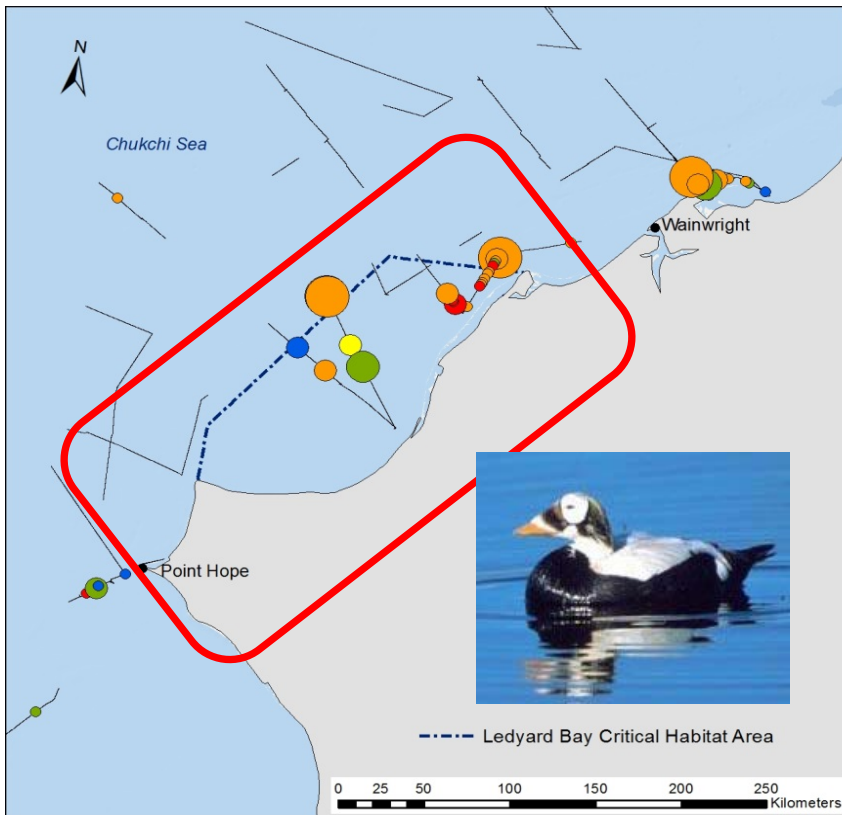 N
Chukchi Sea
Wainwright
Point Hope
Ledyard Bay Critical Habitat Area
0 25 50 100 150 200 250
Kilometers